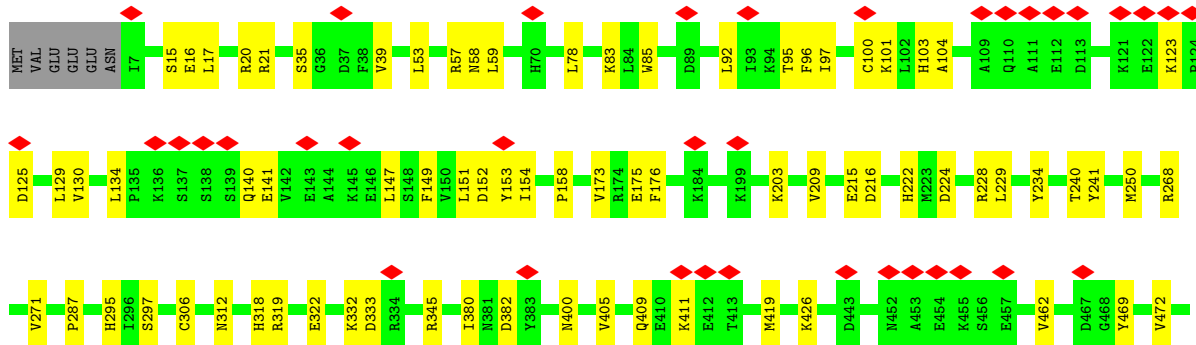 MET VAL GLU GLU GLU ASN I7 S15 E16 L17 R20 R21 S35 G36 D37 F38 V39 L53 R57 N58 L59 H70 L78 K83 L84 W85 D89 L92 I93 K94 T95 F96 I97 C100 K101 L102 H103 A104 A109 Q110 A111 E112 D113 K121 E122 K123
D125 L129 V130 L134 P135 K136 S137 S138 S139 Q140 E141 V142 E143 A144 K145 E146 L147 S148 F149 V150 L151 D152 Y153 I154 P158 V173 R174 E175 F176 K184 K199 K203 V209 E215 D216 H222 M223 D224 R228 L229 Y234 T240 Y241 M250 R268
V271 P287 H295 I296 S297 C306 N312 H318 R319 E322 K332 D333 R334 R345 I380 N381 D382 Y383 N400 V405 Q409 E410 K411 E412 T413 M419 K426 D443 N452 A453 E454 K455 S456 E457 V462 D467 G468 Y469 V472